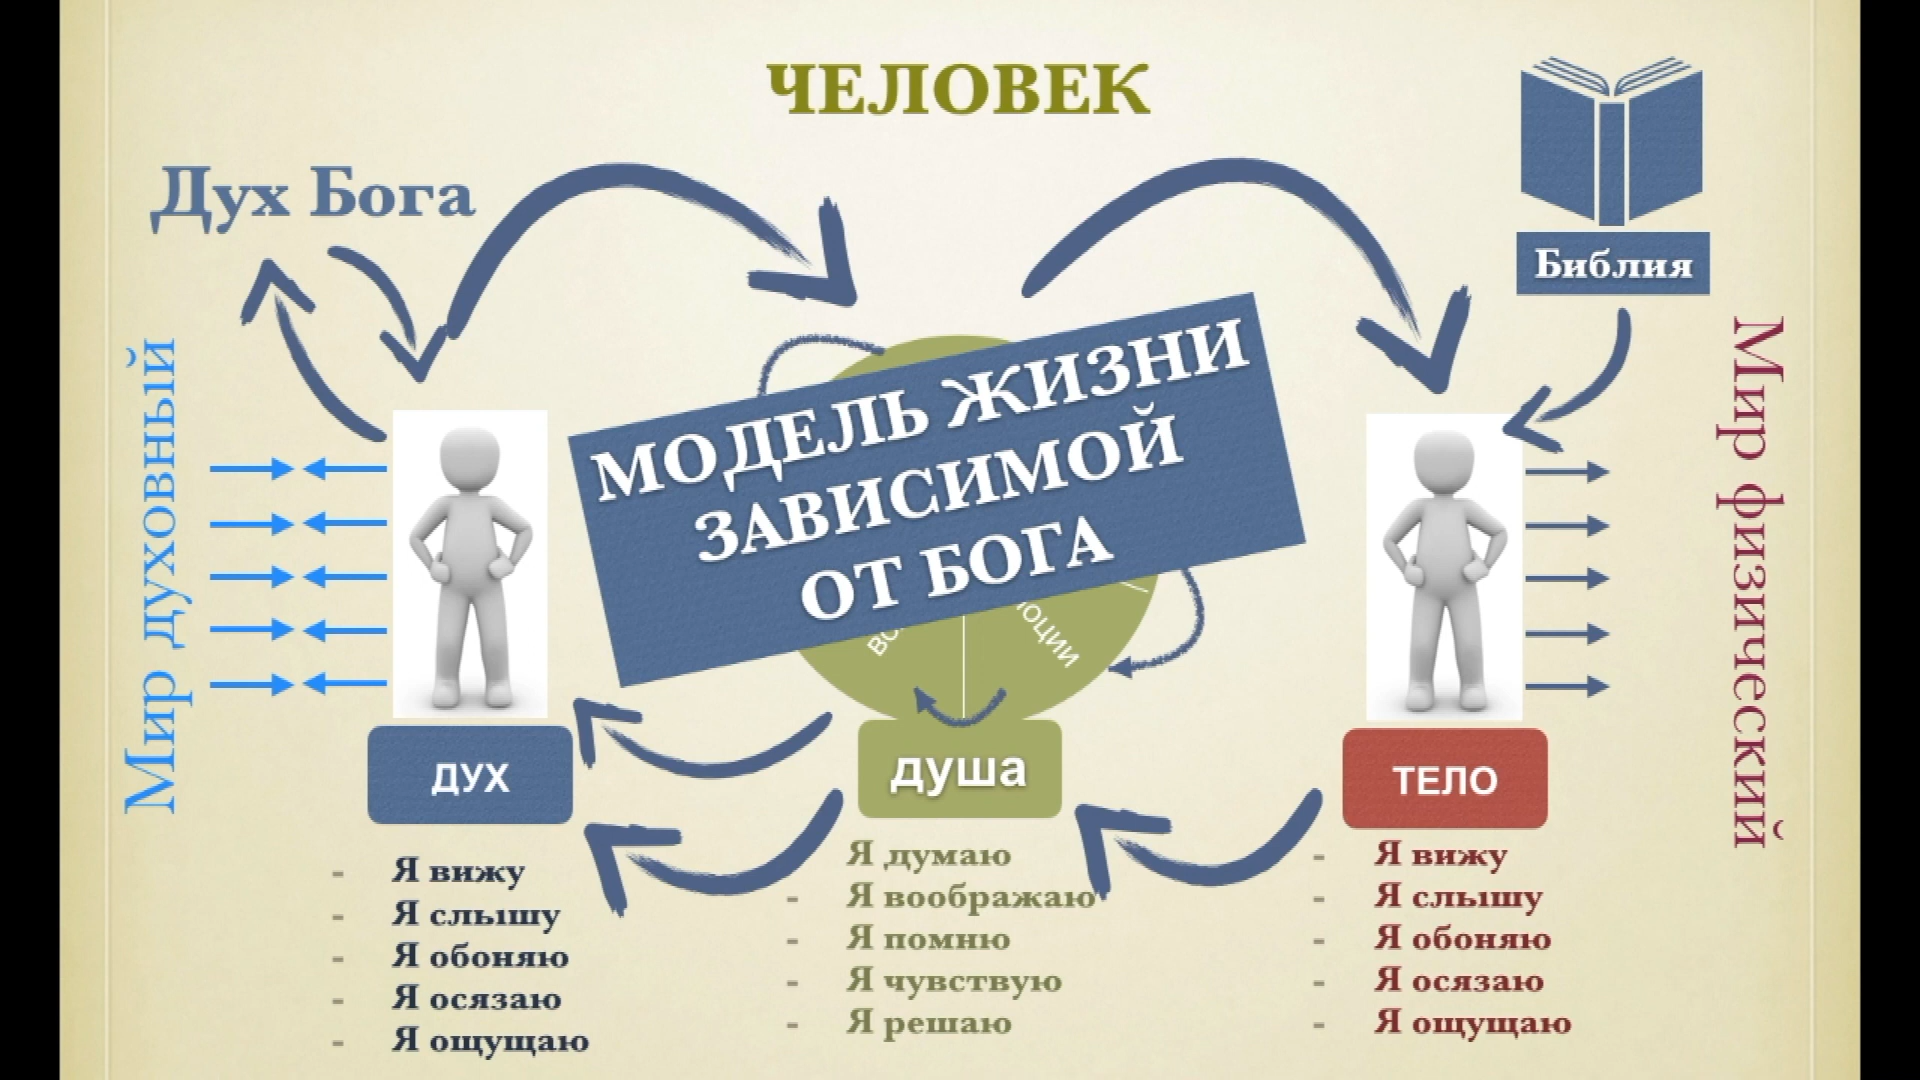 ЧЕЛОВЕК
Дух Бога
Библия
Мир духовный
Мир физический
МОДЕЛЬ ЖИЗНИ
ЗАВИСИМОЙ
ОТ БОГА
ДУХ
- Я вижу
- Я слышу
- Я обоняю
- Я осязаю
- Я ощущаю
душа
Я думаю
- Я воображаю
- Я помню
- Я чувствую
- Я решаю
ТЕЛО
- Я вижу
- Я слышу
- Я обоняю
- Я осязаю
- Я ощущаю